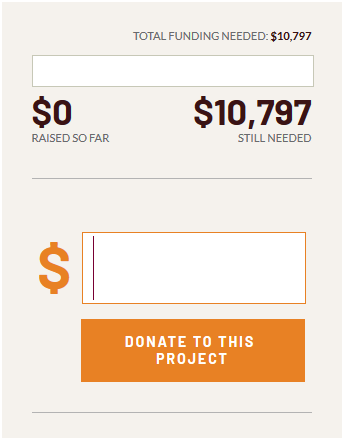 TOTAL FUNDING NEEDED: $10,797
$0 $10,797
RAISED SO FAR STILL NEEDED
$
DONATE TO THIS
PROJECT